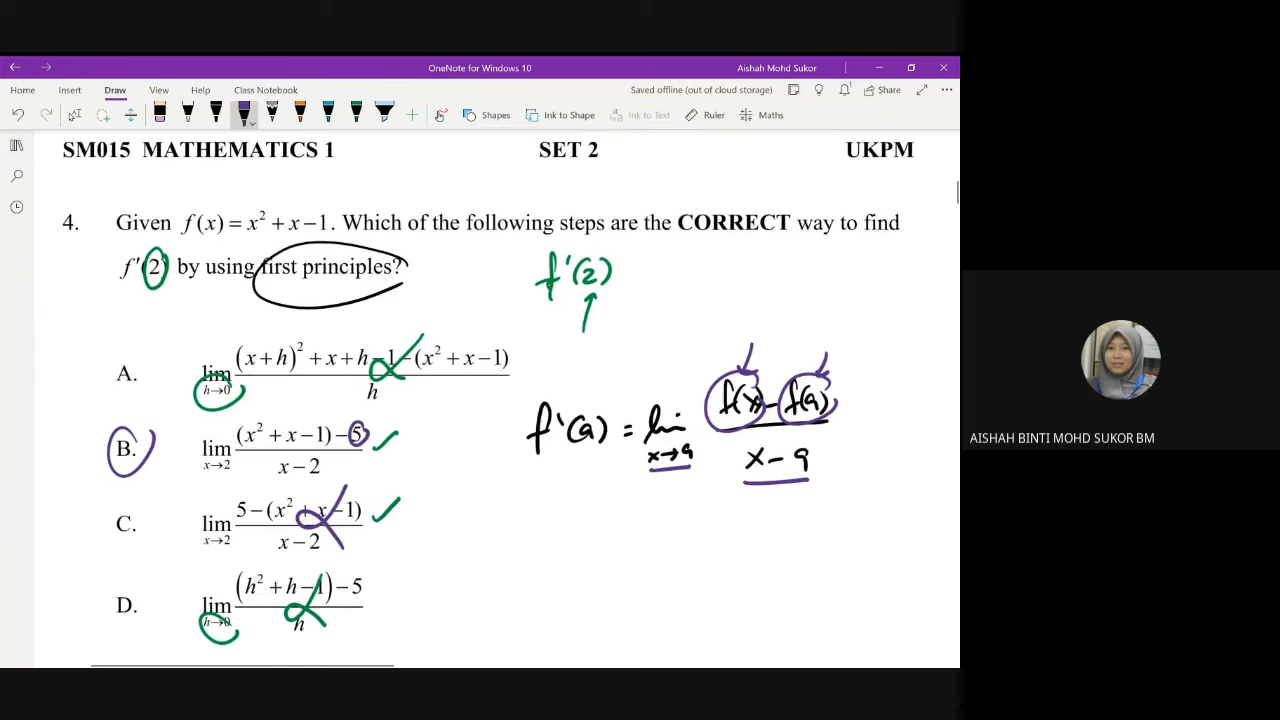 OneNote for Windows 10
Aishah Mohd Sukor
Home Insert Draw View Help Class Notebook
Saved offline (out of cloud storage) Share
Shapes Ink to Shape Ink to Text Ruler Maths
SM015 MATHEMATICS 1 SET 2 UKPM
4. Given f(x) = x² + x − 1. Which of the following steps are the CORRECT way to find
f′(2) by using first principles?
f'(2)
A. lim h→0 ((x+h)² + x + h − 1 − (x² + x − 1)) / h
f'(a) = lim x→a (f(x) − f(a)) / (x − a)
B. lim x→2 ((x² + x − 1) − 5) / (x − 2)
C. lim x→2 (5 − (x² + x − 1)) / (x − 2)
D. lim h→0 ((h² + h − 1) − 5) / h
AISHAH BINTI MOHD SUKOR BM